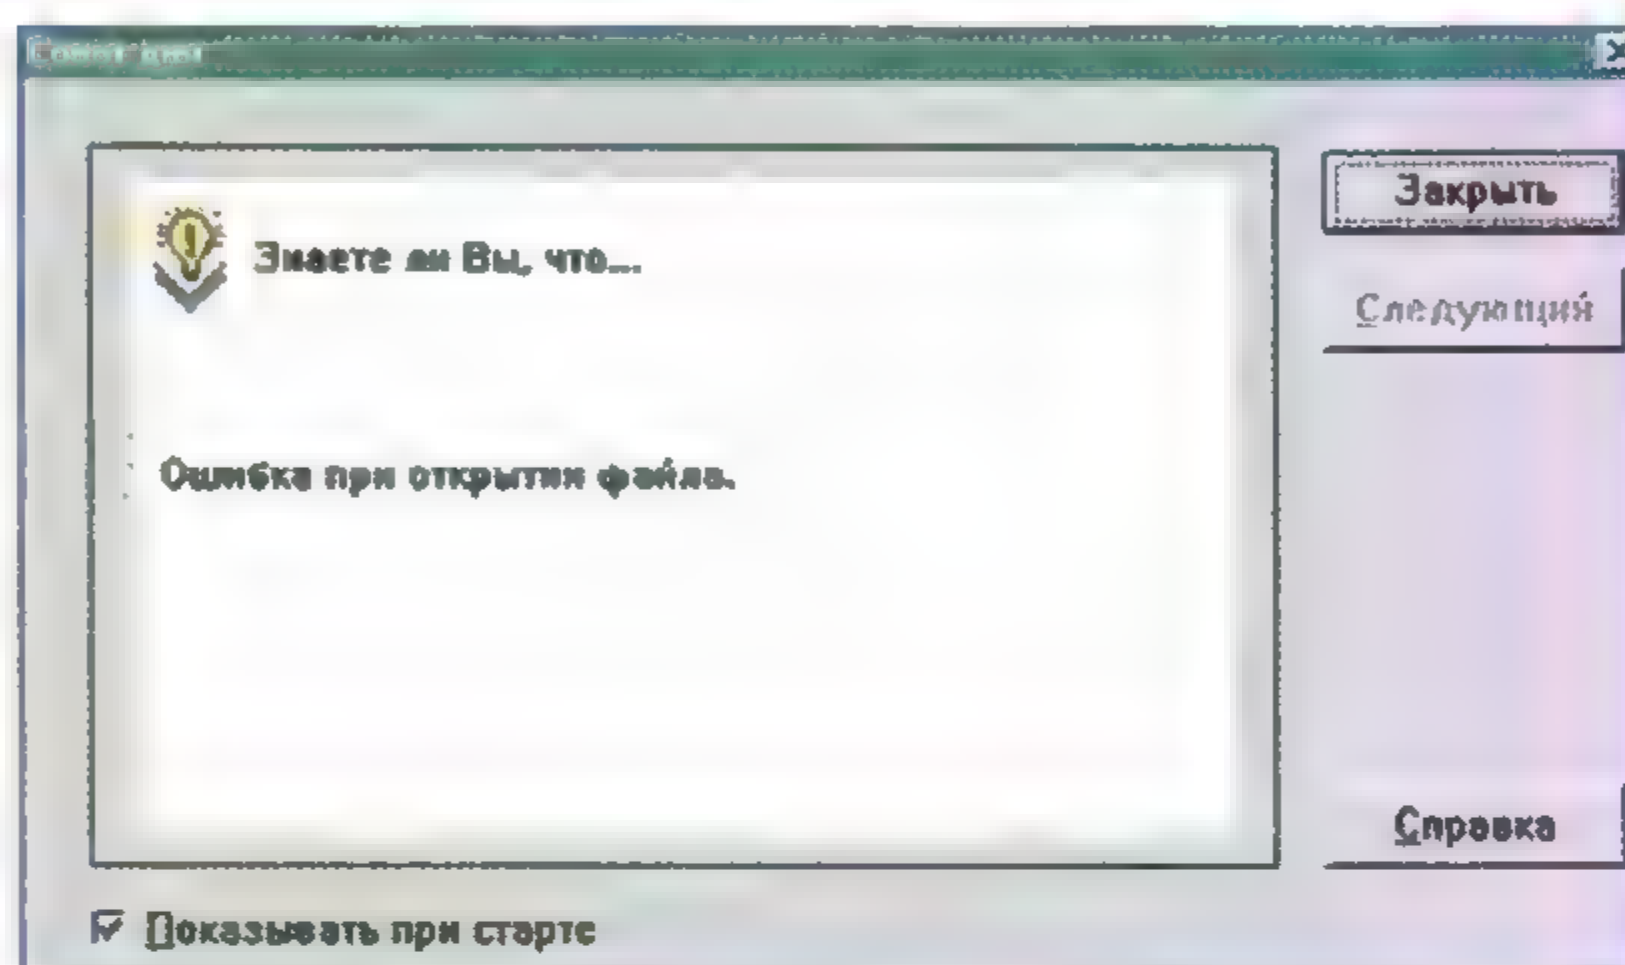 Знаете ли Вы, что...
Закрыть
Следующий
Ошибка при открытии файла.
Справка
Показывать при старте